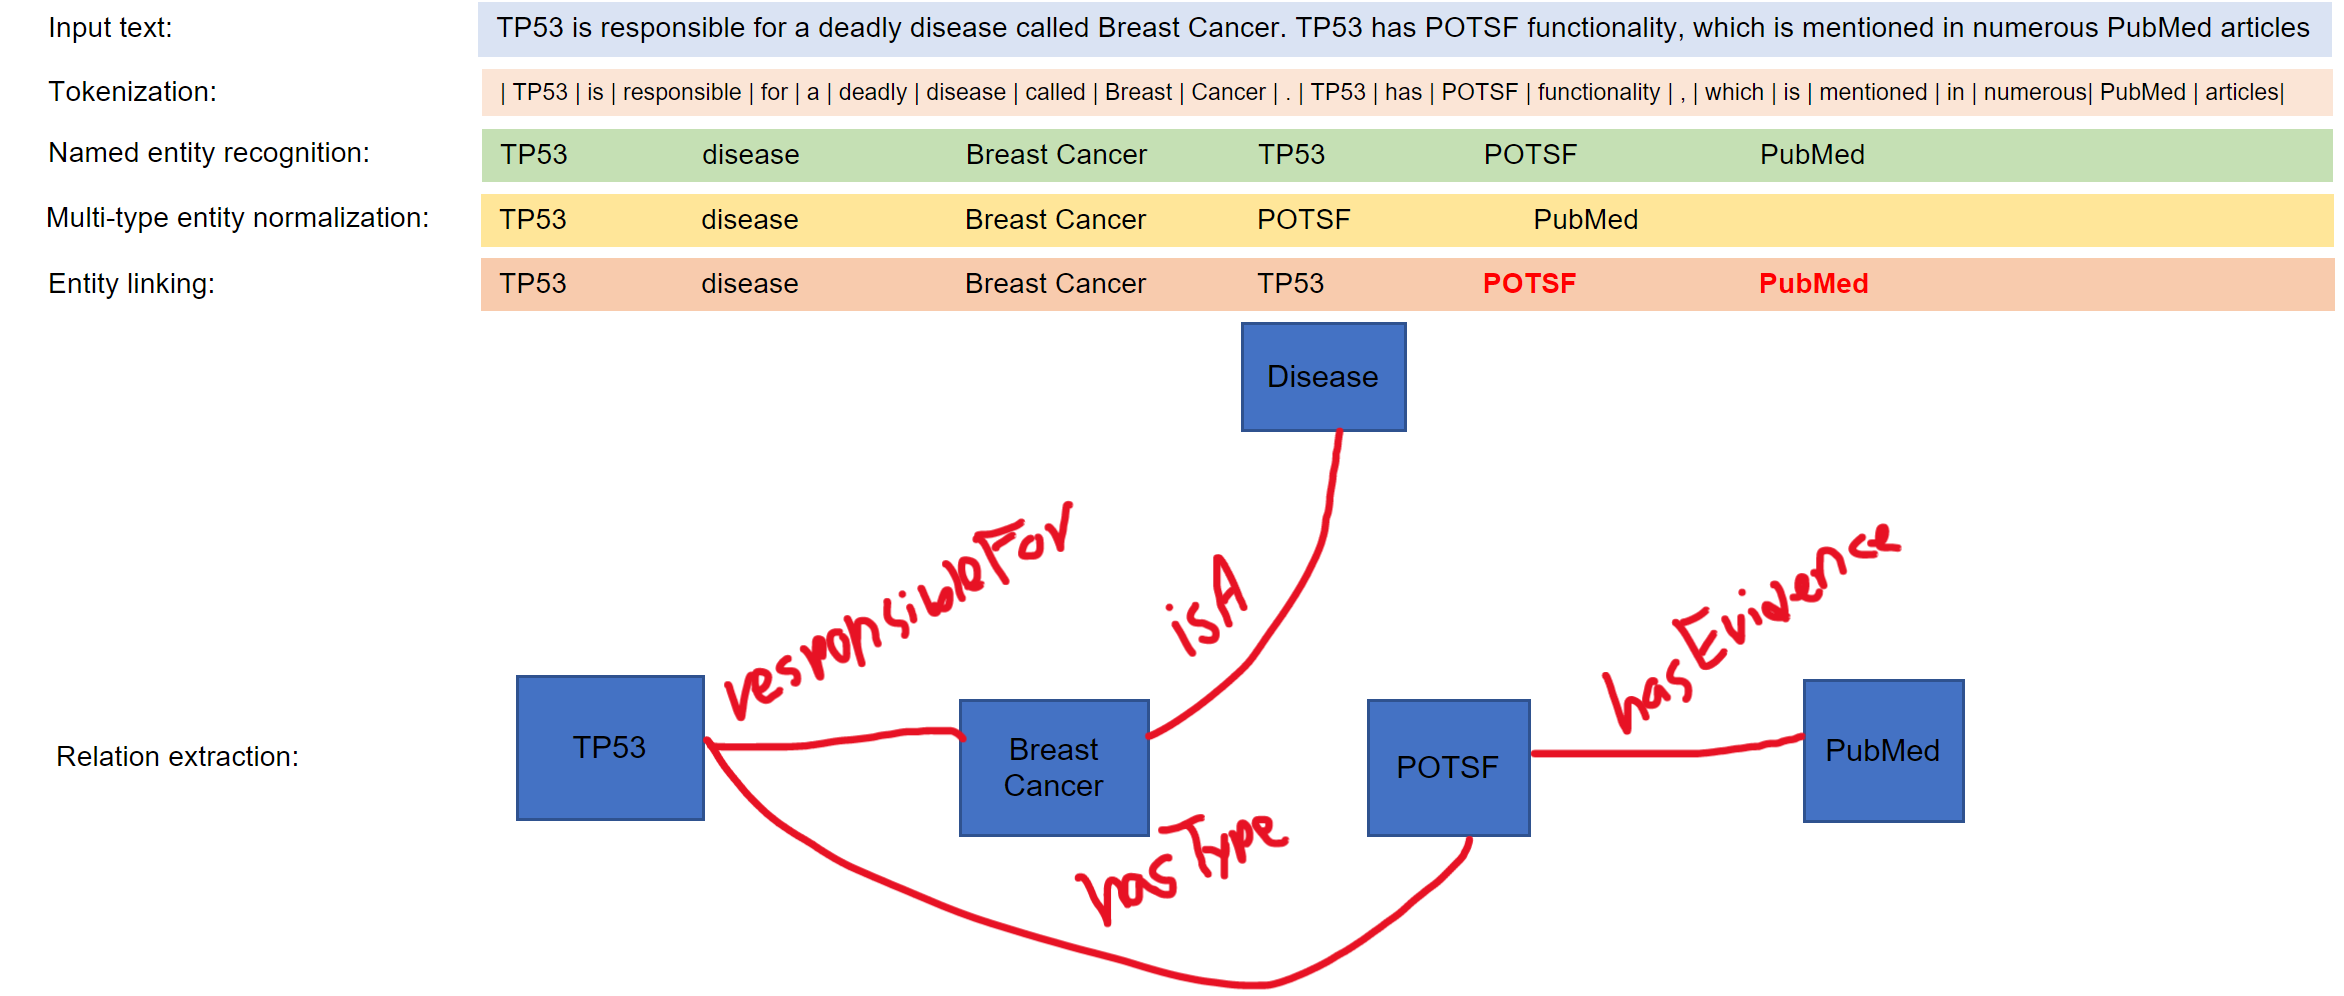 Input text: TP53 is responsible for a deadly disease called Breast Cancer. TP53 has POTSF functionality, which is mentioned in numerous PubMed articles
Tokenization: | TP53 | is | responsible | for | a | deadly | disease | called | Breast | Cancer | . | TP53 | has | POTSF | functionality | , | which | is | mentioned | in | numerous| PubMed | articles|
Named entity recognition: TP53 disease Breast Cancer TP53 POTSF PubMed
Multi-type entity normalization: TP53 disease Breast Cancer POTSF PubMed
Entity linking: TP53 disease Breast Cancer TP53 POTSF PubMed
Disease
responsibleFor
isA
hasEvidence
Relation extraction:
TP53
Breast
Cancer
POTSF
PubMed
hasType